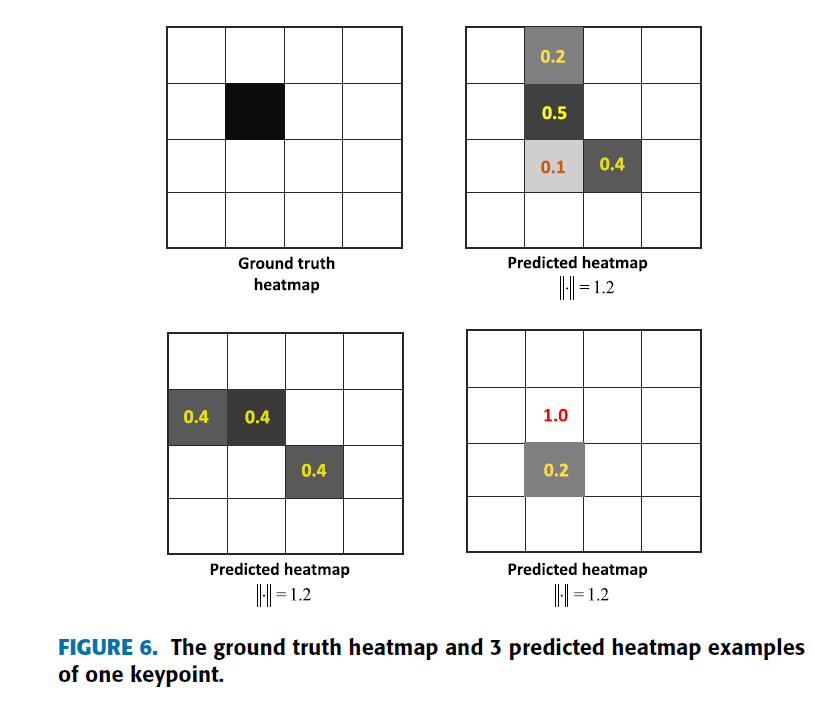 0.2
0.5
0.1 0.4
Ground truth
heatmap
Predicted heatmap
||·|| = 1.2
0.4 0.4
0.4
1.0
0.2
Predicted heatmap
||·|| = 1.2
Predicted heatmap
||·|| = 1.2
FIGURE 6. The ground truth heatmap and 3 predicted heatmap examples
of one keypoint.